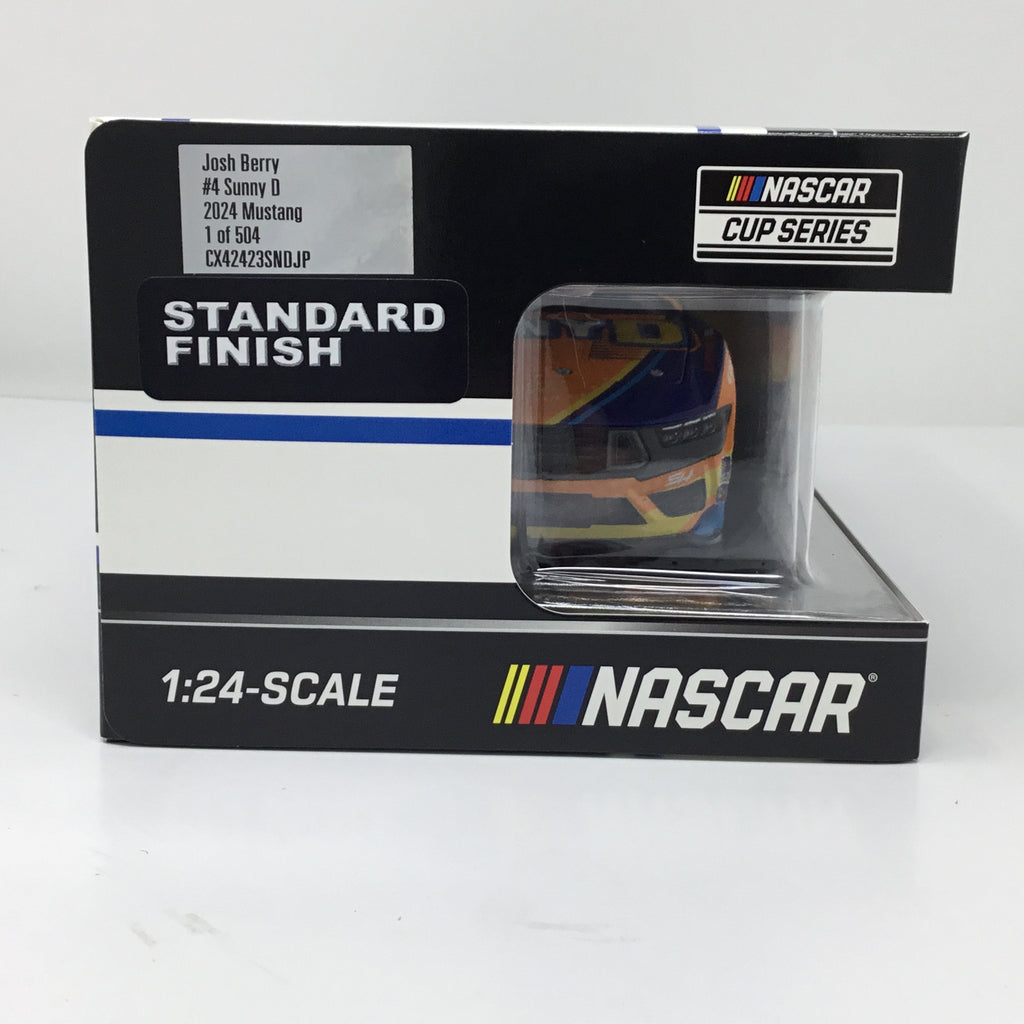 Josh Berry
#4 Sunny D
2024 Mustang
1 of 504
CX42423SNDJP
NASCAR
CUP SERIES
STANDARD
FINISH
1:24-SCALE
NASCAR®